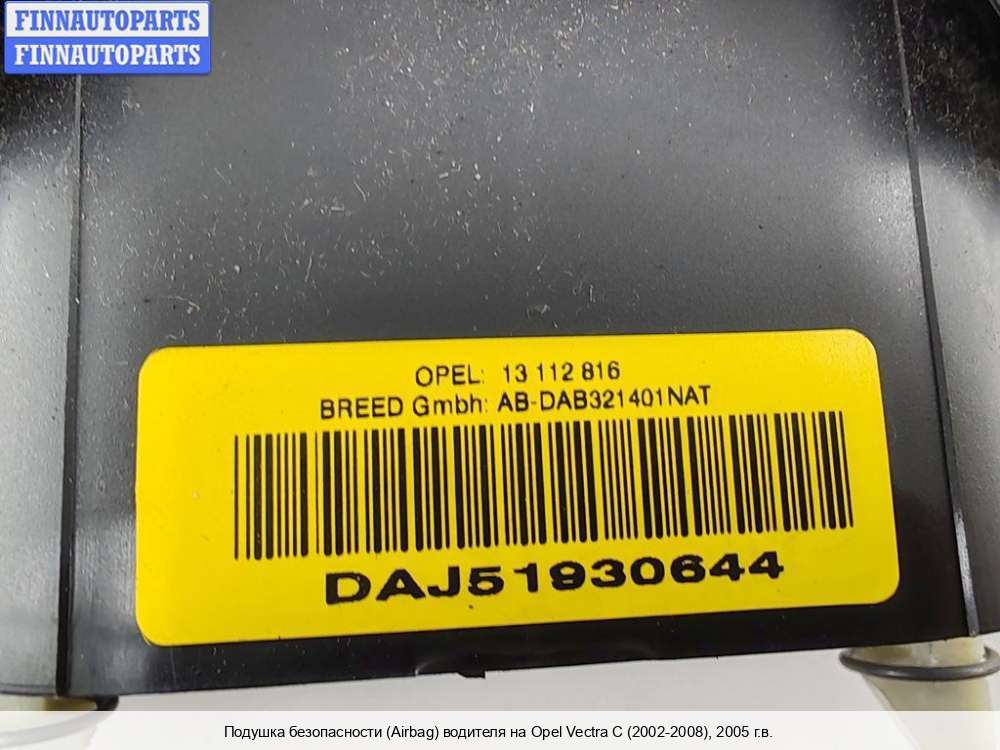 FINNAUTOPARTS
FINNAUTOPARTS
OPEL: 13 112 816
BREED Gmbh: AB-DAB321401NAT
DAJ51930644
Подушка безопасности (Airbag) водителя на Opel Vectra C (2002-2008), 2005 г.в.